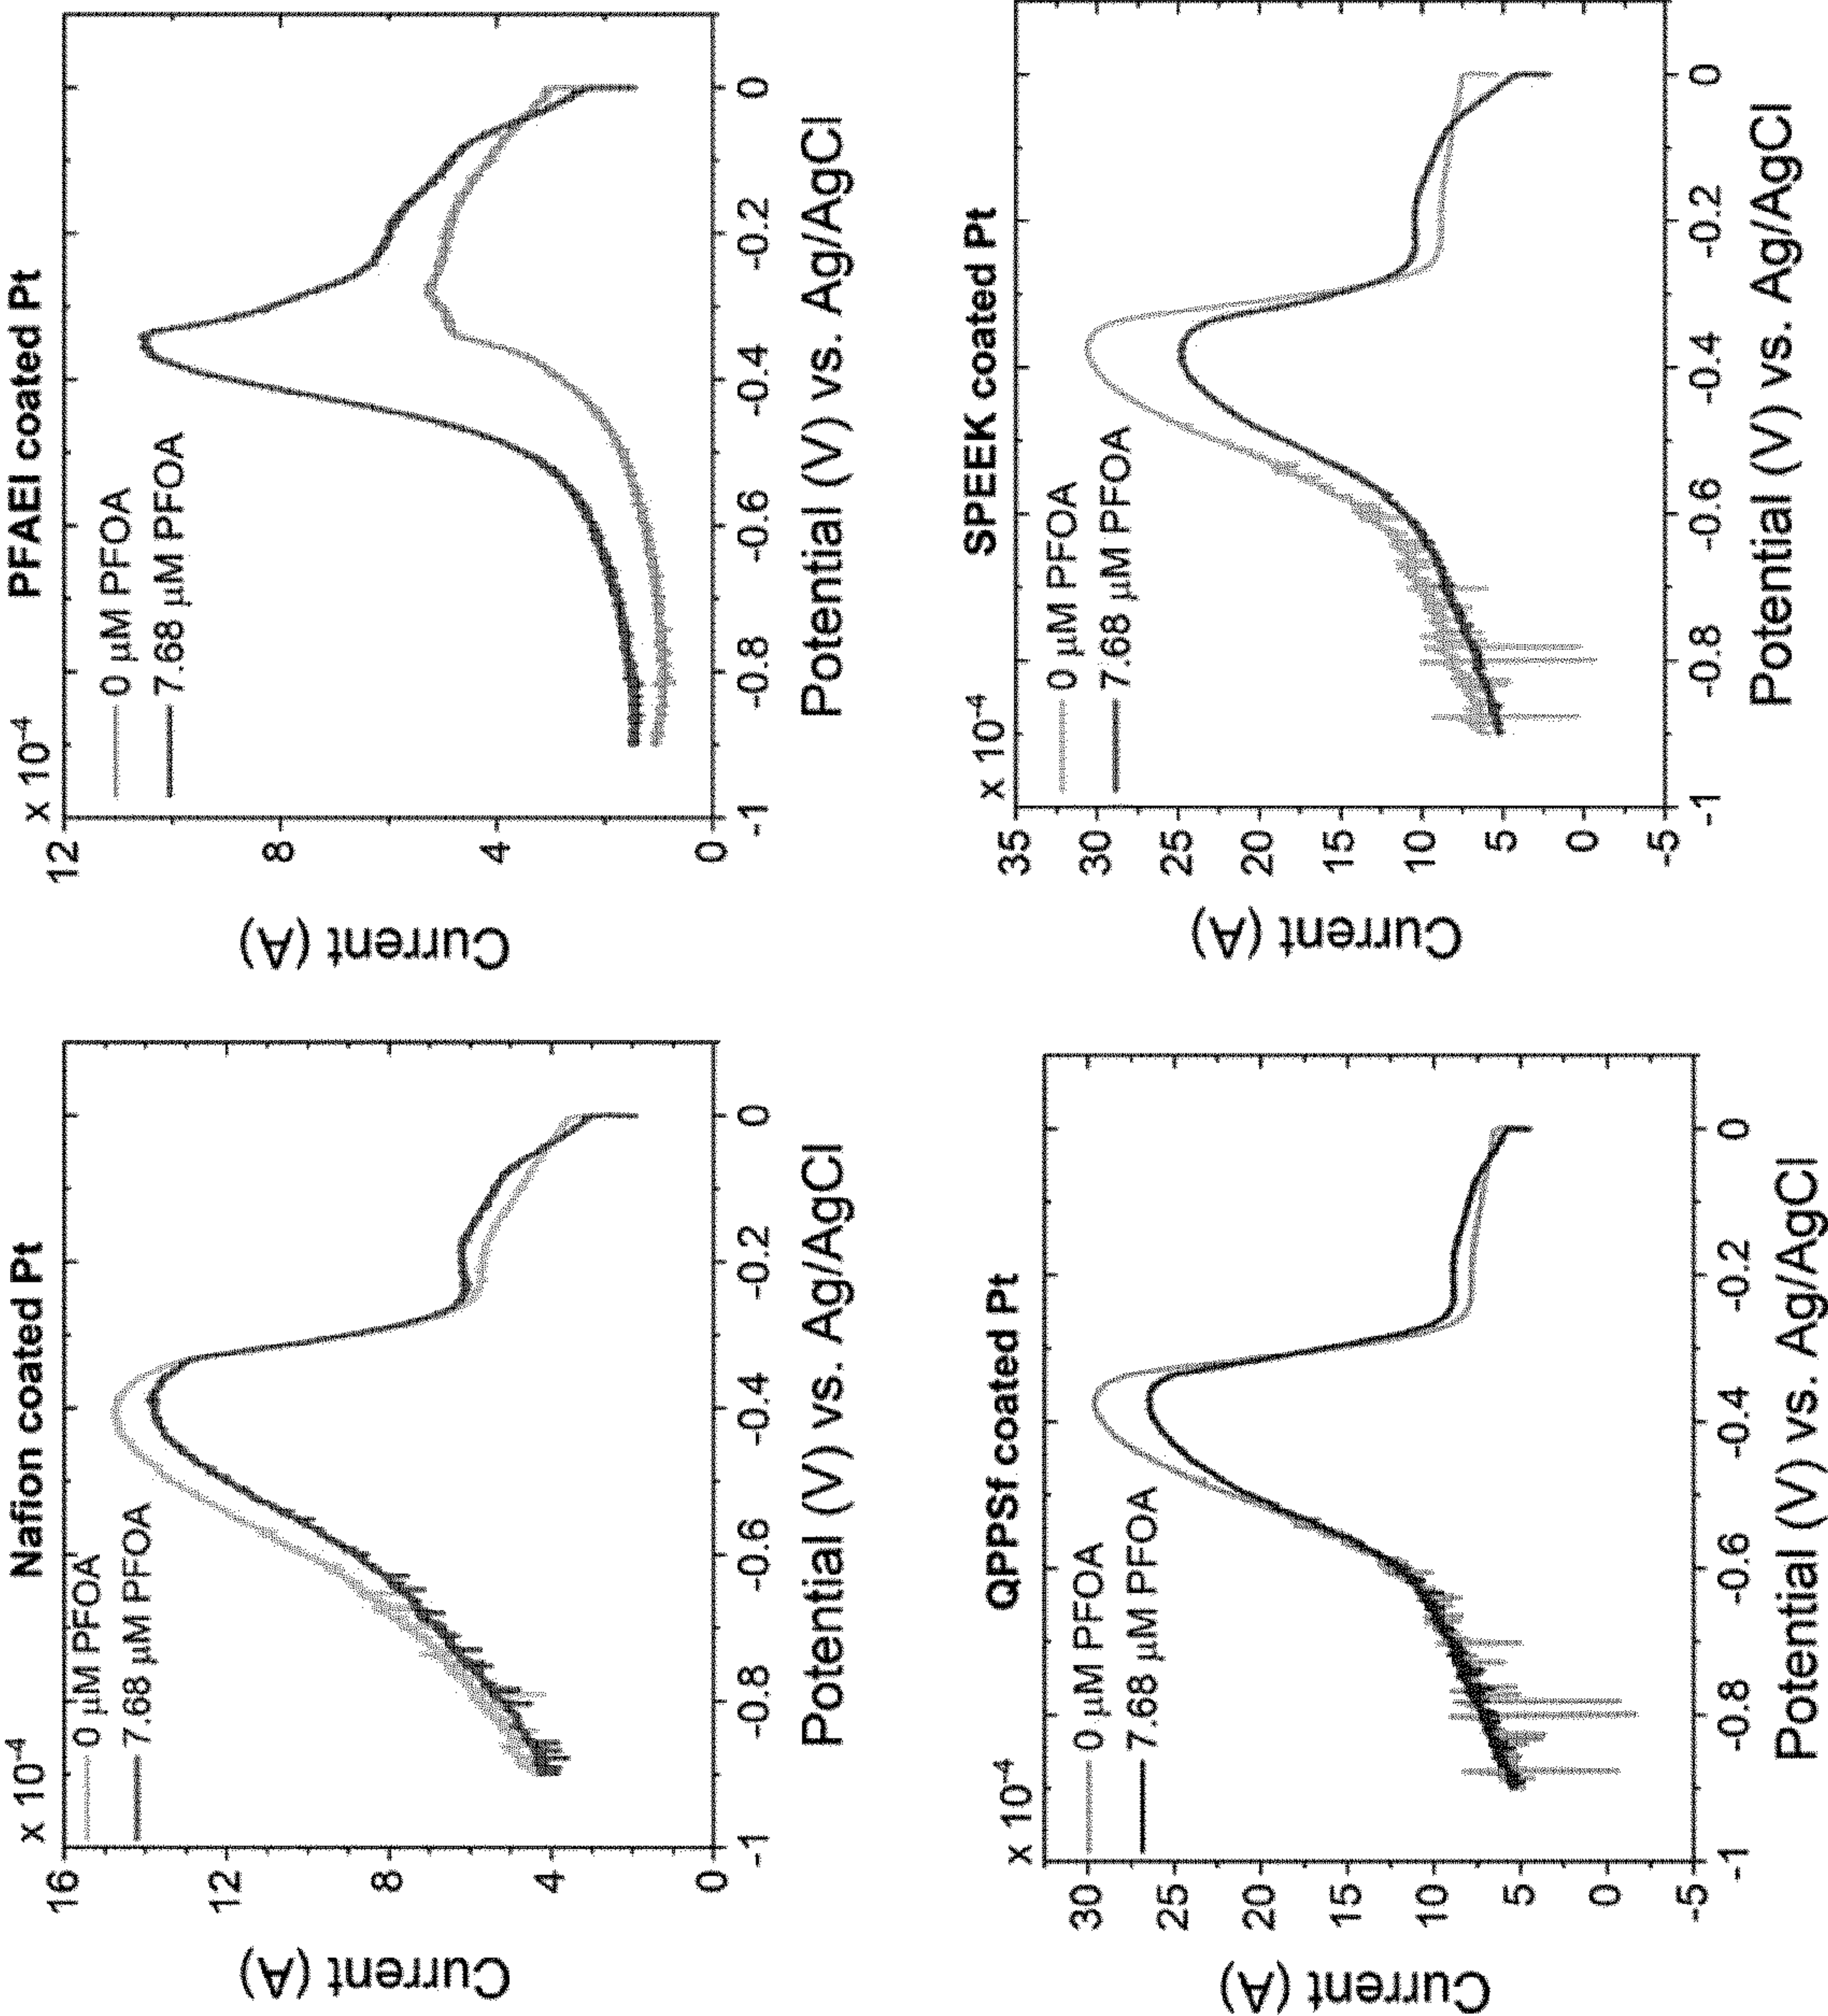 Nafion coated Pt
x 10-4
0 μM PFOA
7.68 μM PFOA
16
12
8
4
0
-1
-0.8
-0.6
-0.4
-0.2
0
Current (A)
Potential (V) vs. Ag/AgCl
PFAEI coated Pt
x 10-4
0 μM PFOA
7.68 μM PFOA
12
8
4
0
-1
-0.8
-0.6
-0.4
-0.2
0
Current (A)
Potential (V) vs. Ag/AgCl
QPPSf coated Pt
x 10-4
0 μM PFOA
7.68 μM PFOA
30
25
20
15
10
5
0
-5
-1
-0.8
-0.6
-0.4
-0.2
0
Current (A)
Potential (V) vs. Ag/AgCl
SPEEK coated Pt
x 10-4
0 μM PFOA
7.68 μM PFOA
35
30
25
20
15
10
5
0
-5
-1
-0.8
-0.6
-0.4
-0.2
0
Current (A)
Potential (V) vs. Ag/AgCl